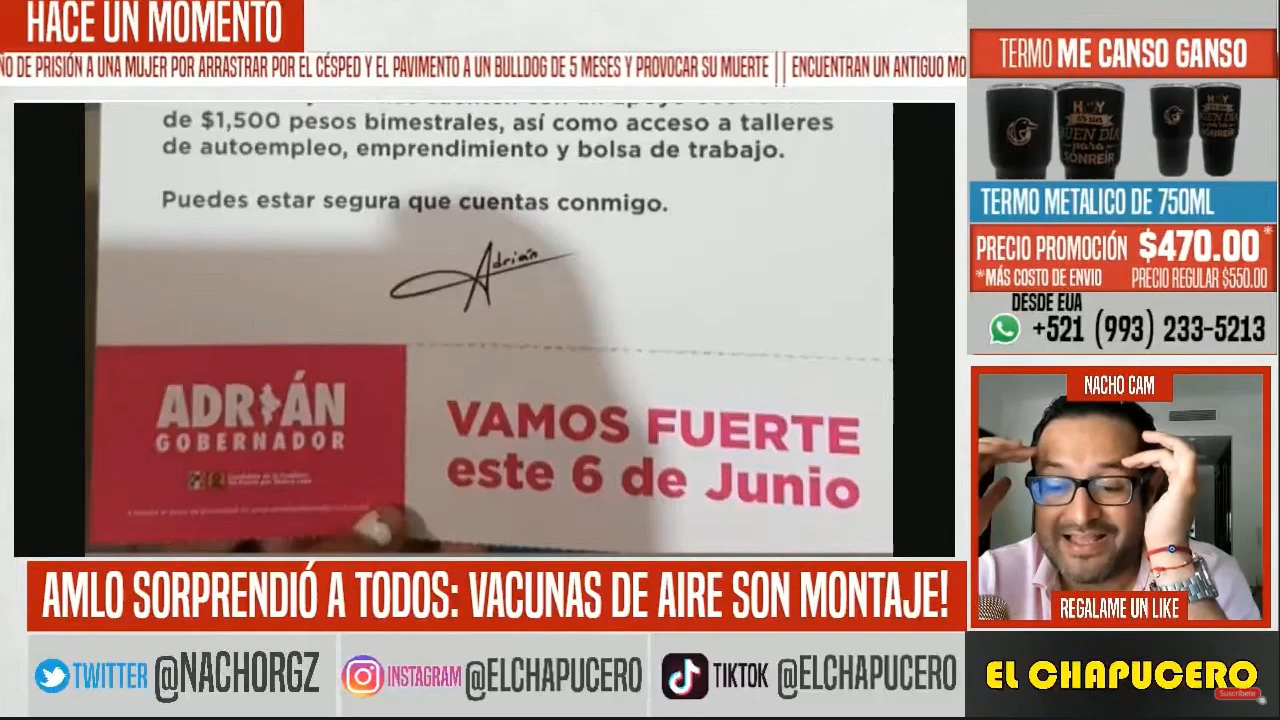 HACE UN MOMENTO
ÑO DE PRISIÓN A UNA MUJER POR ARRASTRAR POR EL CÉSPED Y EL PAVIMENTO A UN BULLDOG DE 5 MESES Y PROVOCAR SU MUERTE || ENCUENTRAN UN ANTIGUO MO
de $1,500 pesos bimestrales, así como acceso a talleres
de autoempleo, emprendimiento y bolsa de trabajo.
Puedes estar segura que cuentas conmigo.
Adrián
ADRIÁN
GOBERNADOR
VAMOS FUERTE
este 6 de Junio
AMLO SORPRENDIÓ A TODOS: VACUNAS DE AIRE SON MONTAJE!
TWITTER @NACHORGZ
INSTAGRAM @ELCHAPUCERO
TIKTOK @ELCHAPUCERO
TERMO ME CANSO GANSO
HOY
es un
BUEN DIA
para
SONREÍR
TERMO METALICO DE 750ML
PRECIO PROMOCIÓN $470.00*
*MÁS COSTO DE ENVIO PRECIO REGULAR $550.00
DESDE EUA
+521 (993) 233-5213
NACHO CAM
REGALAME UN LIKE
EL CHAPUCERO
Suscríbete